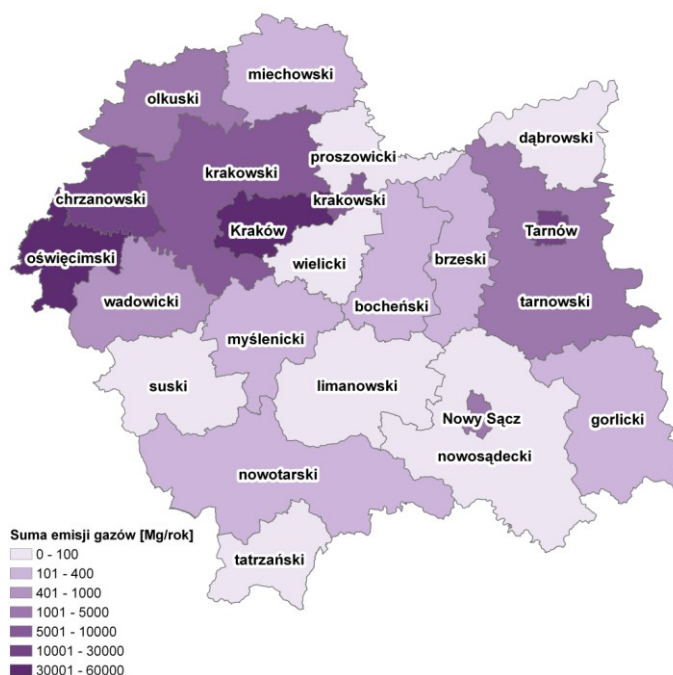 miechowski
olkuski
dąbrowski
proszowicki
krakowski
chrzanowski
krakowski
Kraków
Tarnów
oświęcimski
wielicki
brzeski
wadowicki
bocheński
tarnowski
myślenicki
suski
limanowski
Nowy Sącz
gorlicki
nowosądecki
nowotarski
tatrzański
Suma emisji gazów [Mg/rok]
0 - 100
101 - 400
401 - 1000
1001 - 5000
5001 - 10000
10001 - 30000
30001 - 60000